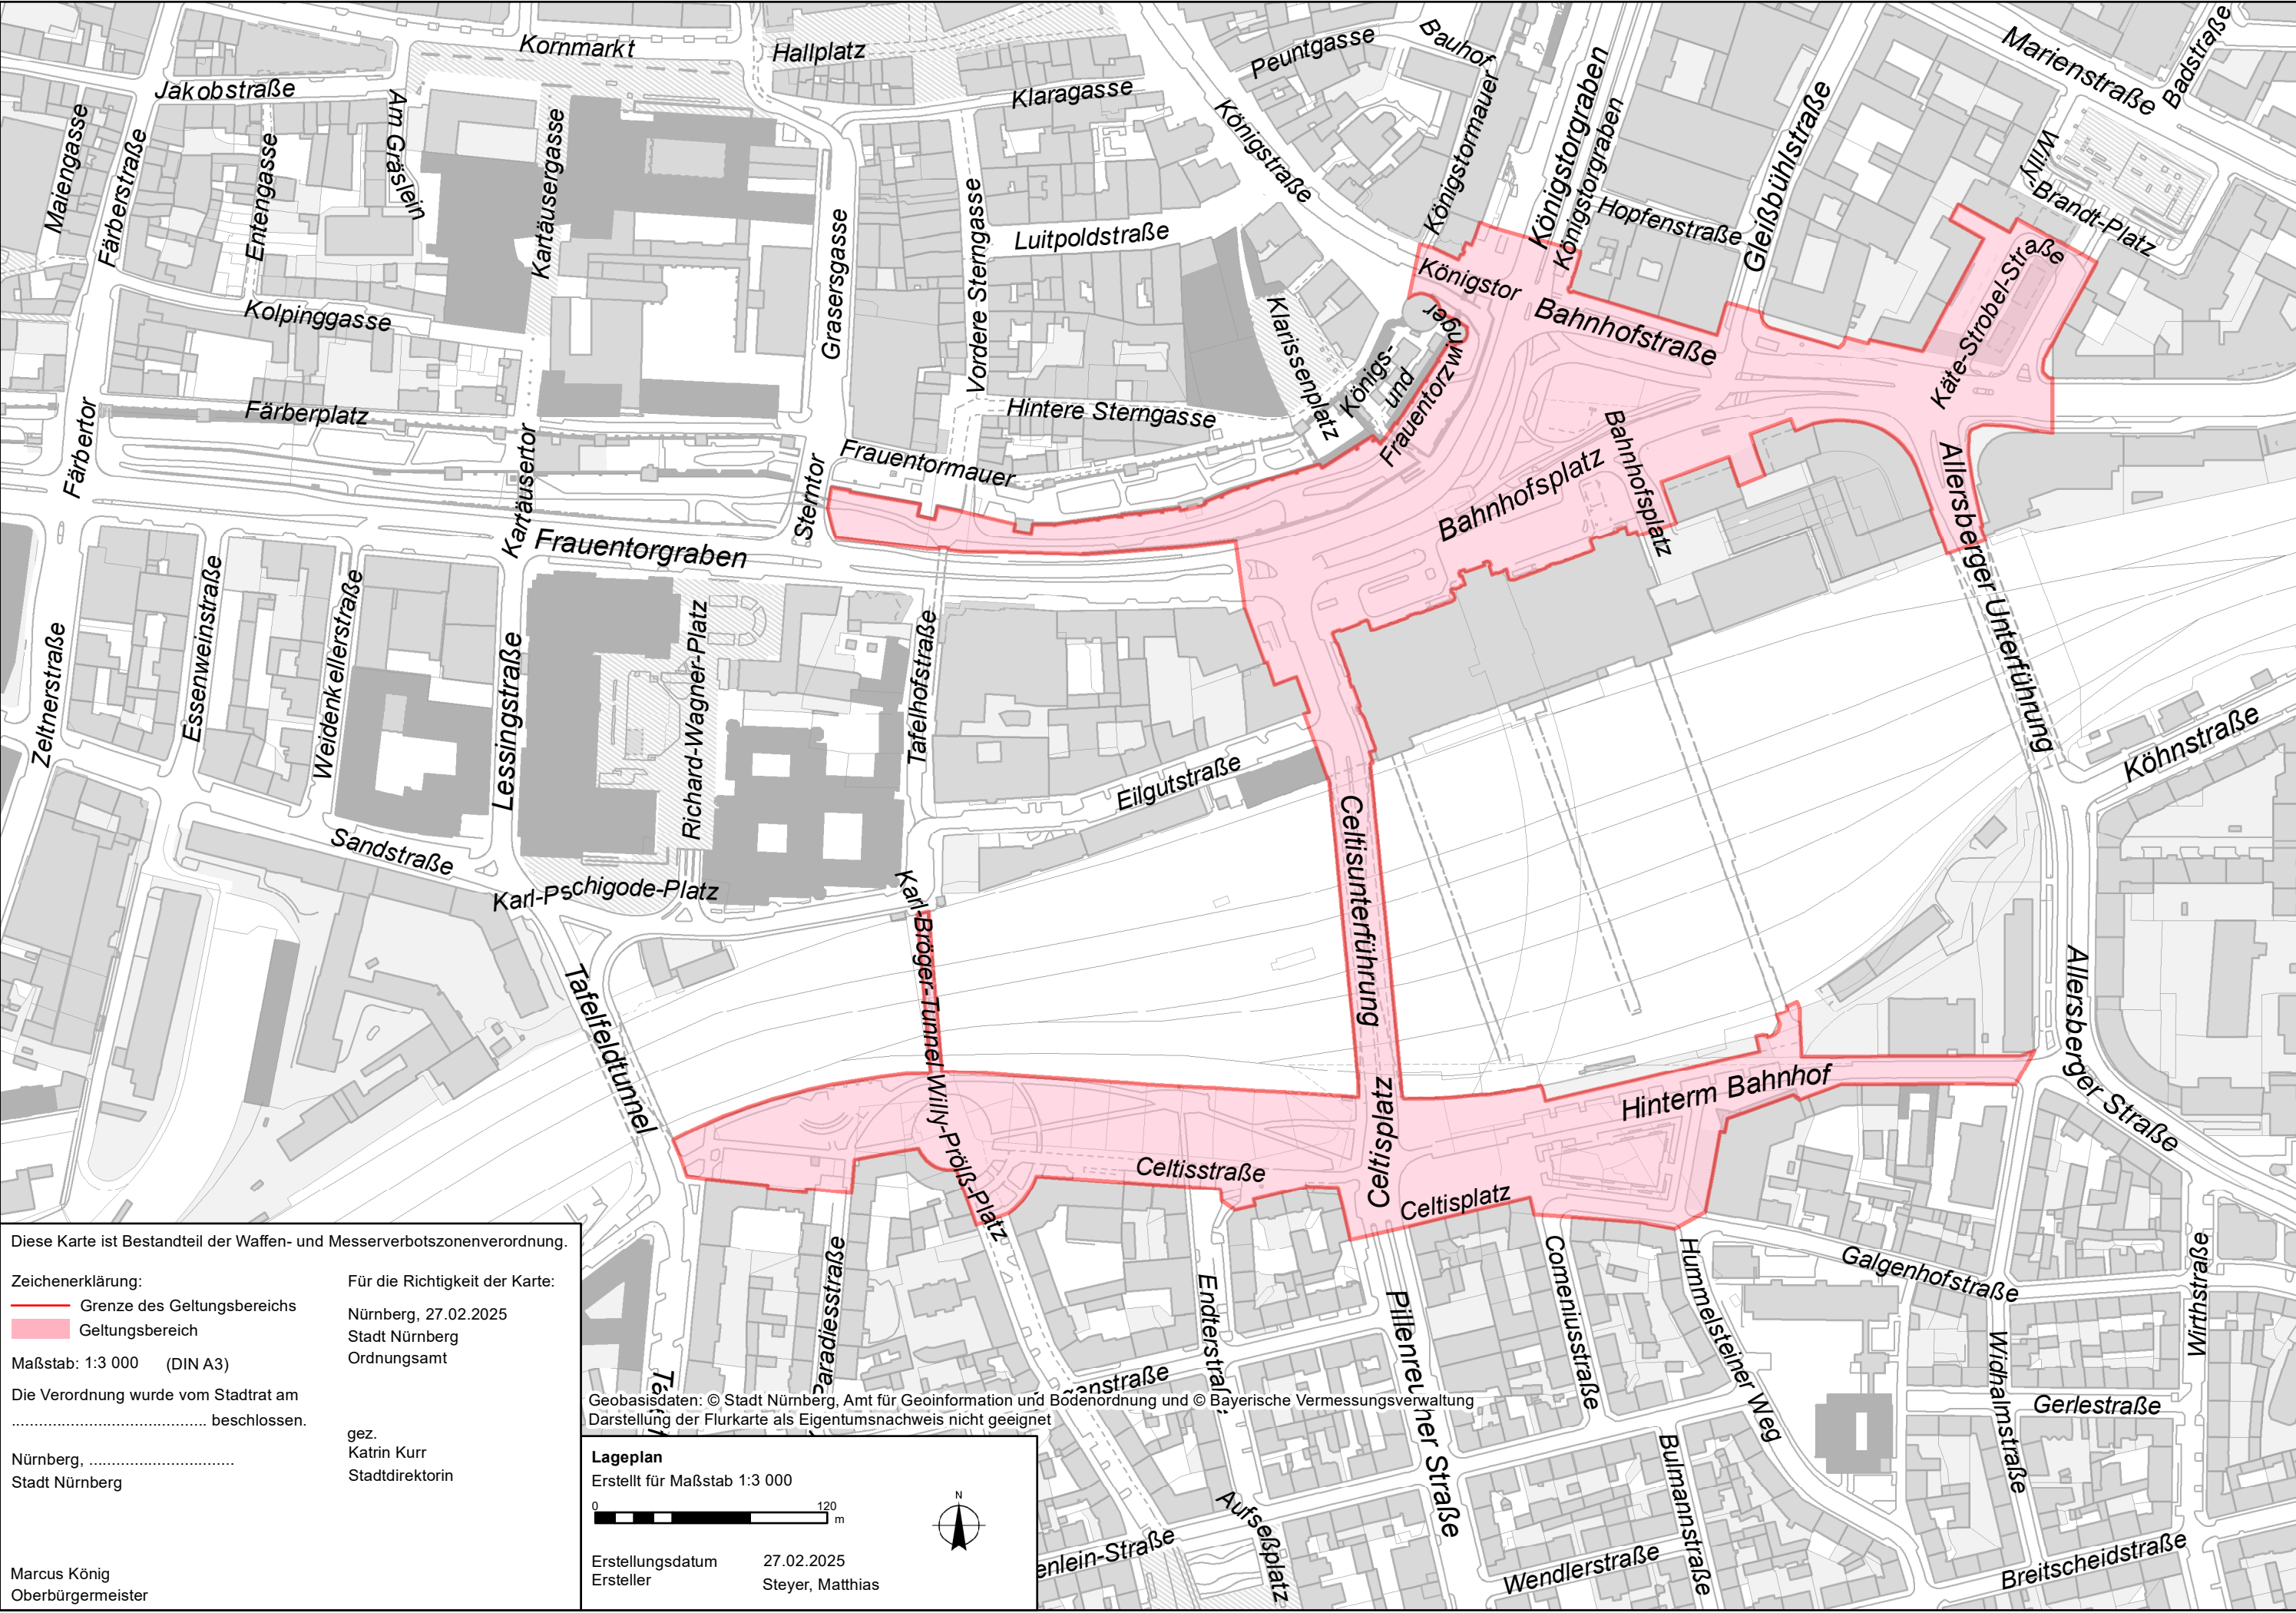 Kornmarkt
Hallplatz
Peuntgasse
Bauhof
Königstorgraben
Königstorgraben
Marienstraße
Badstraße
Jakobstraße
Am Gräslein
Klaragasse
Königstraße
Königstormauer
Gleißbühlstraße
Willy-Brandt-Platz
Maiengasse
Färberstraße
Entengasse
Kartäusergasse
Grasersgasse
Vordere Sterngasse
Luitpoldstraße
Hopfenstraße
Käte-Strobel-Straße
Kolpinggasse
Klarissenplatz
Königstor
Bahnhofstraße
Königs-
und
Frauentorzwinger
Färbertor
Färberplatz
Kartäusertor
Hintere Sterngasse
Frauentormauer
Sterntor
Bahnhofsplatz
Bahnhofsplatz
Allersberger Unterführung
Frauentorgraben
Zeltnerstraße
Essenweinstraße
Weidenkellerstraße
Lessingstraße
Richard-Wagner-Platz
Tafelhofstraße
Eilgutstraße
Köhnstraße
Sandstraße
Karl-Pschigode-Platz
Celtisunterführung
Karl-Bröger-Tunnel
Tafelfeldtunnel
Allersberger Straße
Hinterm Bahnhof
Willy-Prölß-Platz
Celtisstraße
Celtisplatz
Celtisplatz
Paradiesstraße
Endterstraße
Pillenreuther Straße
Comeniusstraße
Hummelsteiner Weg
Galgenhofstraße
Wirthstraße
Widhalmstraße
Gerlestraße
Bulmannstraße
Aufseßplatz
enlein-Straße
Wendlerstraße
Breitscheidstraße
Diese Karte ist Bestandteil der Waffen- und Messerverbotszonenverordnung.
Zeichenerklärung:
Grenze des Geltungsbereichs
Geltungsbereich
Maßstab: 1:3 000 (DIN A3)
Die Verordnung wurde vom Stadtrat am
........................................... beschlossen.
Nürnberg, ................................
Stadt Nürnberg
Marcus König
Oberbürgermeister
Für die Richtigkeit der Karte:
Nürnberg, 27.02.2025
Stadt Nürnberg
Ordnungsamt
gez.
Katrin Kurr
Stadtdirektorin
Geobasisdaten: © Stadt Nürnberg, Amt für Geoinformation und Bodenordnung und © Bayerische Vermessungsverwaltung
Darstellung der Flurkarte als Eigentumsnachweis nicht geeignet
Lageplan
Erstellt für Maßstab 1:3 000
0 120
m
N
Erstellungsdatum 27.02.2025
Ersteller Steyer, Matthias